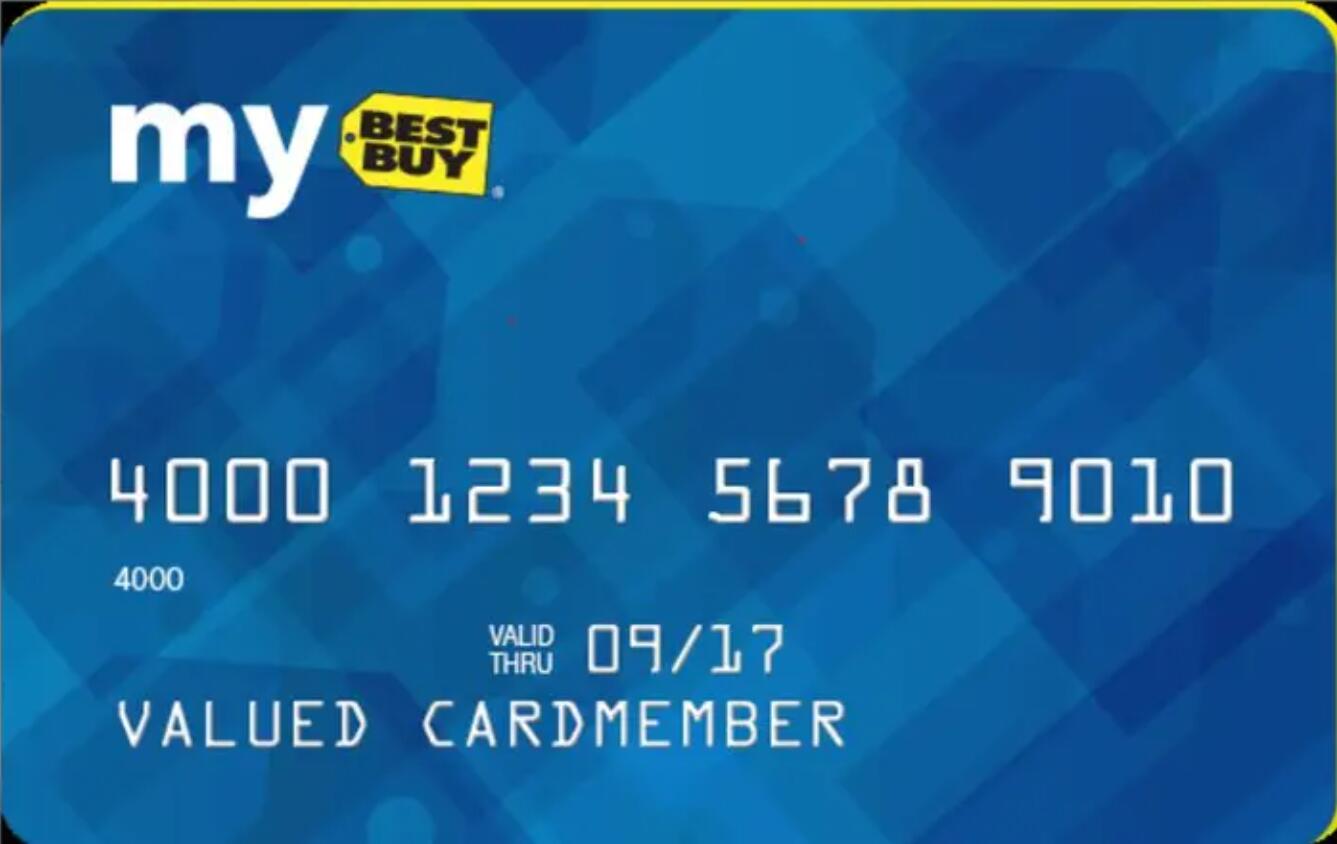 my BEST BUY ®
4000 1234 5678 9010
4000
VALID THRU 09/17
VALUED CARDMEMBER